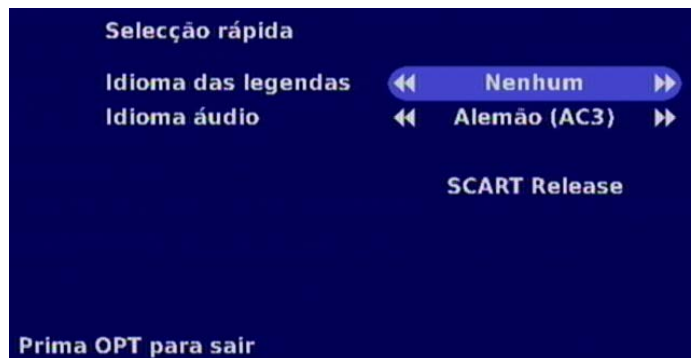 Selecção rápida
Idioma das legendas Nenhum
Idioma áudio Alemão (AC3)
SCART Release
Prima OPT para sair